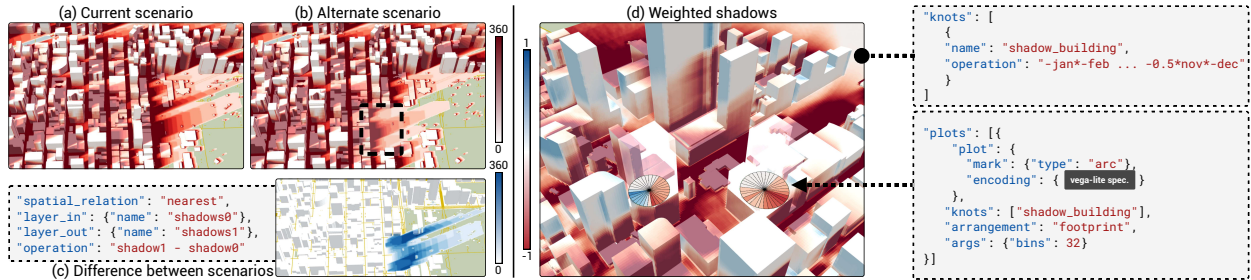 (a) Current scenario
(b) Alternate scenario
360
0
360
0
"spatial_relation": "nearest",
"layer_in": {"name": "shadows0"},
"layer_out": {"name": "shadows1"},
"operation": "shadow1 - shadow0"
(c) Difference between scenarios
(d) Weighted shadows
1
-1
"knots": [
{
"name": "shadow_building",
"operation": "-jan*-feb ... -0.5*nov*-dec"
}
]
"plots": [{
"plot": {
"mark": {"type": "arc"},
"encoding": { vega-lite spec. }
},
"knots": ["shadow_building"],
"arrangement": "footprint",
"args": {"bins": 32}
}]